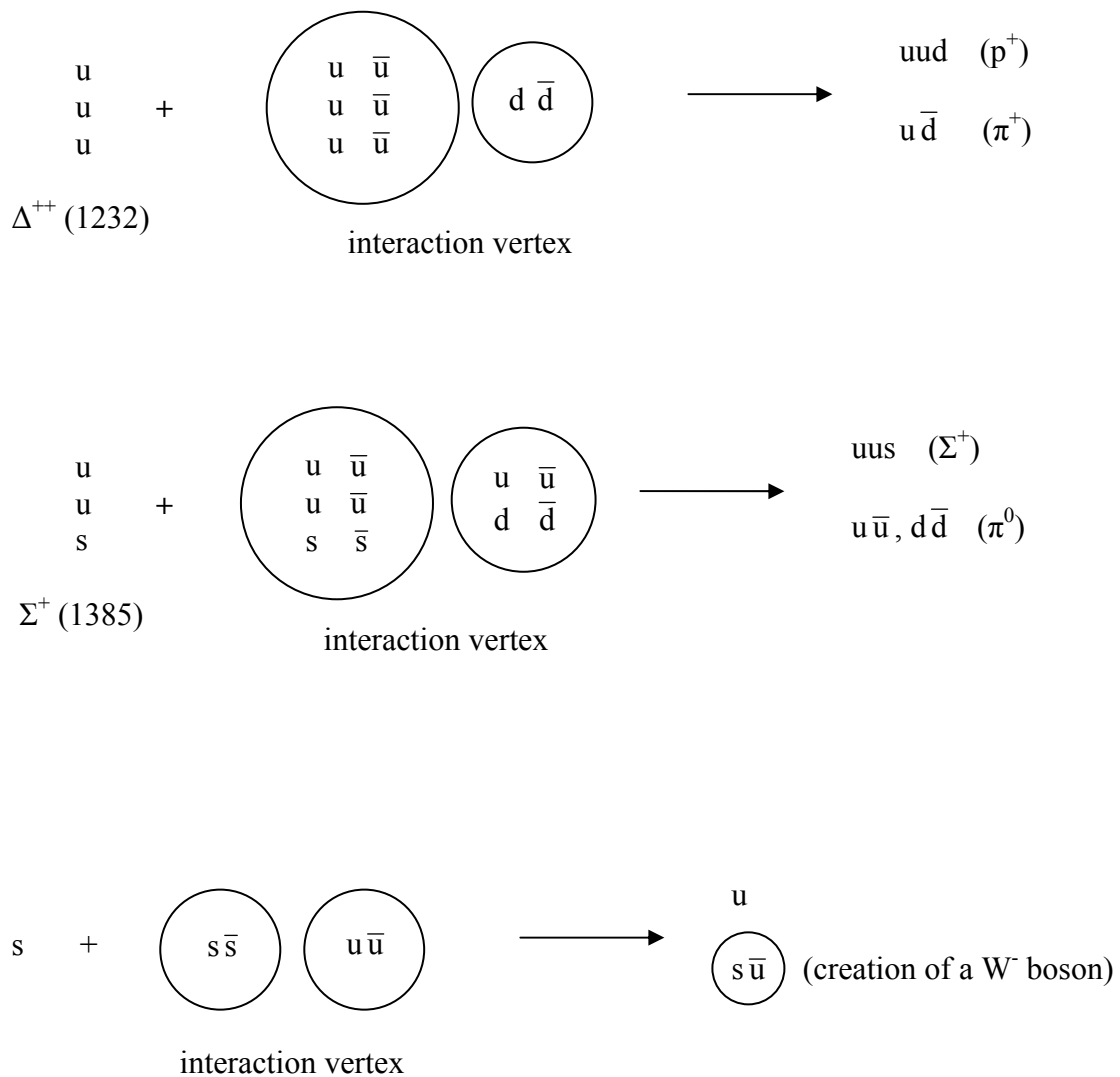 u u ū uud (p⁺)
u + u ū d d̄
u u ū u d̄ (π⁺)
Δ⁺⁺ (1232)
interaction vertex
u u ū u ū uus (Σ⁺)
u + u ū d d̄
s s s̄ u ū , d d̄ (π⁰)
Σ⁺ (1385)
interaction vertex
u
s + s s̄ u ū s ū (creation of a W⁻ boson)
interaction vertex